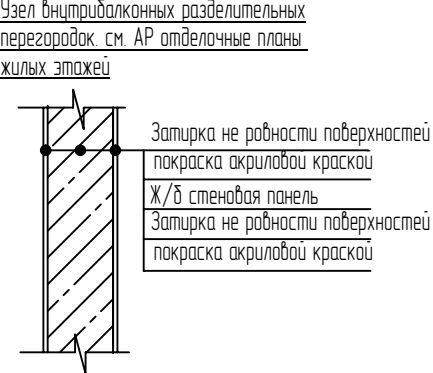 Узел внутрибалконных разделительных
перегородок. см. АР отделочные планы
жилых этажей
Затирка не ровности поверхностей
покраска акриловой краской
Ж/б стеновая панель
Затирка не ровности поверхностей
покраска акриловой краской